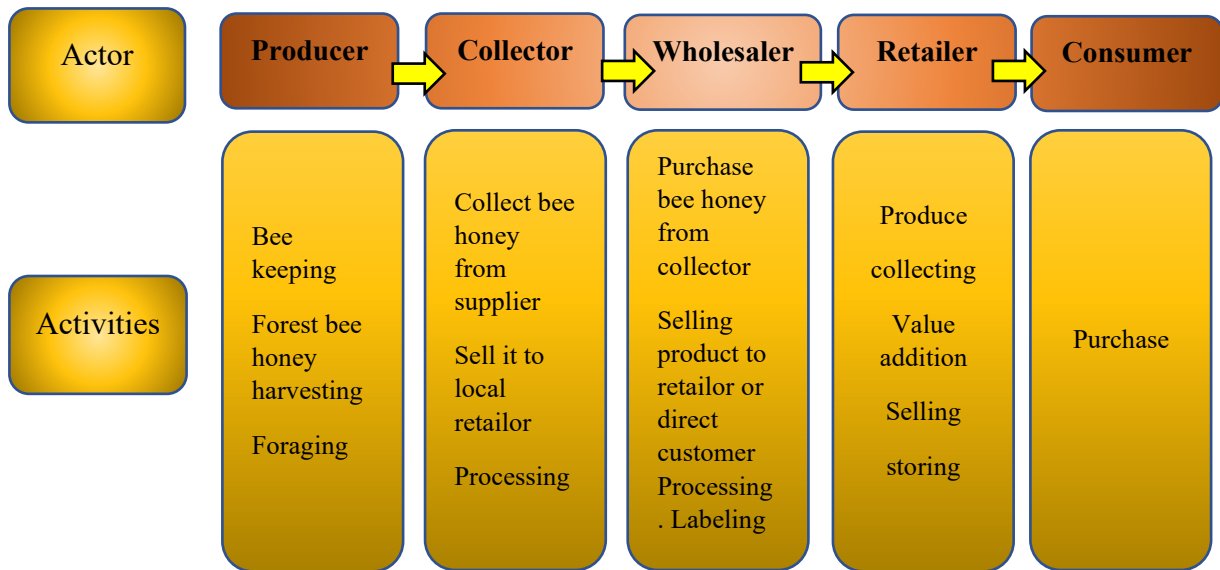 Actor
Producer
Collector
Wholesaler
Retailer
Consumer
Activities
Bee
keeping
Forest bee
honey
harvesting
Foraging
Collect bee
honey
from
supplier
Sell it to
local
retailor
Processing
Purchase
bee honey
from
collector
Selling
product to
retailor or
direct
customer
Processing
. Labeling
Produce
collecting
Value
addition
Selling
storing
Purchase